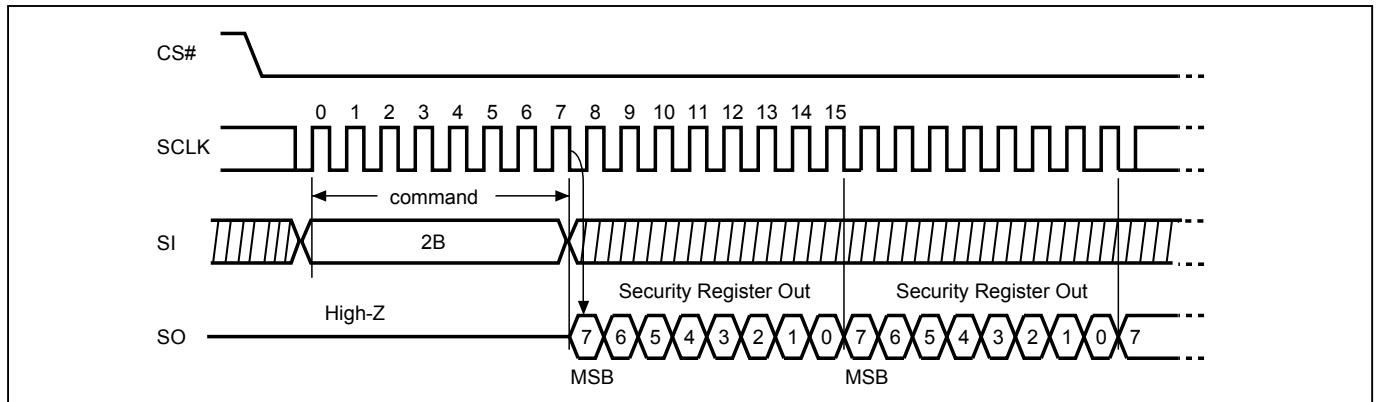 CS#
0 1 2 3 4 5 6 7 8 9 10 11 12 13 14 15
SCLK
command
SI
2B
Security Register Out Security Register Out
High-Z
SO
7 6 5 4 3 2 1 0 7 6 5 4 3 2 1 0 7
MSB MSB